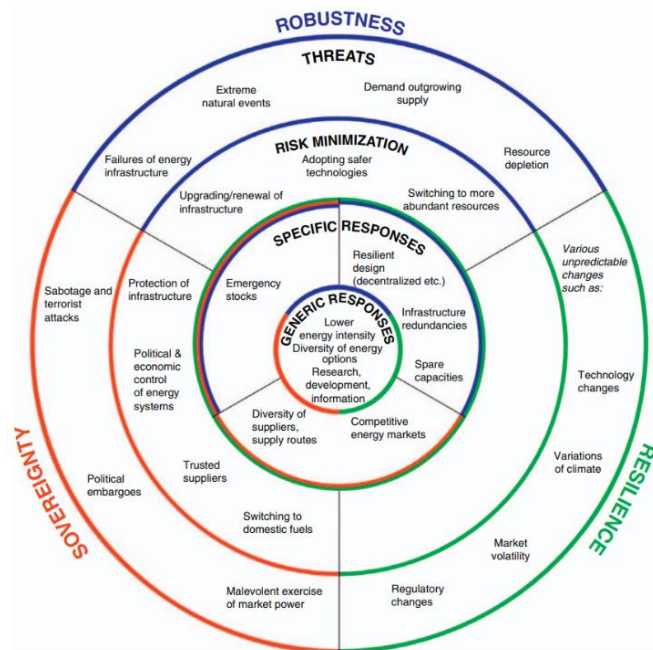 ROBUSTNESS
THREATS
Extreme
natural events
Demand outgrowing
supply
Failures of energy
infrastructure
Resource
depletion
RISK MINIMIZATION
Adopting safer
technologies
Upgrading/renewal of
infrastructure
Switching to more
abundant resources
SPECIFIC RESPONSES
Emergency
stocks
Resilient
design
(decentralized etc.)
Infrastructure
redundancies
Spare
capacities
Diversity of
suppliers,
supply routes
Competitive
energy markets
GENERIC RESPONSES
Lower
energy intensity
Diversity of energy
options
Research,
development,
information
SOVEREIGNTY
Sabotage and
terrorist
attacks
Protection of
infrastructure
Political &
economic
control
of energy
systems
Political
embargoes
Trusted
suppliers
Switching to
domestic fuels
Malevolent exercise
of market power
RESILIENCE
Various
unpredictable
changes
such as:
Technology
changes
Variations
of climate
Market
volatility
Regulatory
changes